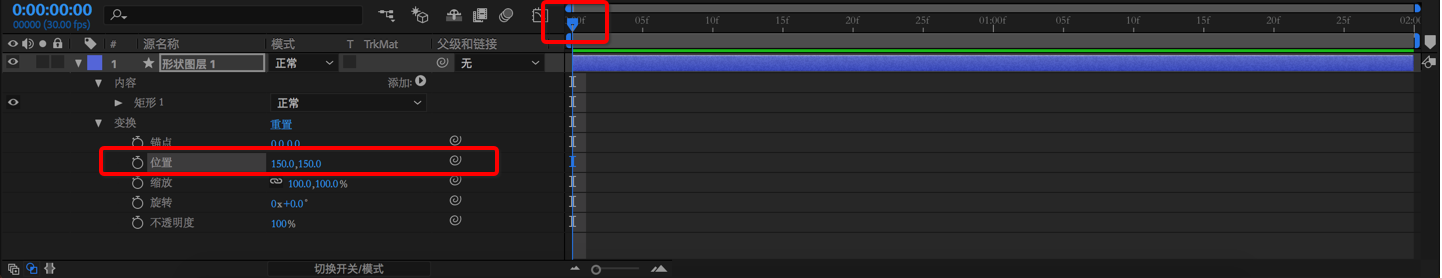 0:00:00:00
00000 (30.00 fps)
05f 10f 15f 20f 25f 01:00f 05f 10f 15f 20f 25f 02:0
# 源名称 模式 T TrkMat 父级和链接
1 形状图层 1 正常 无
内容 添加:
矩形 1 正常
变换 重置
锚点 0.0,0.0
位置 150.0,150.0
缩放 100.0,100.0%
旋转 0x+0.0°
不透明度 100%
切换开关/模式